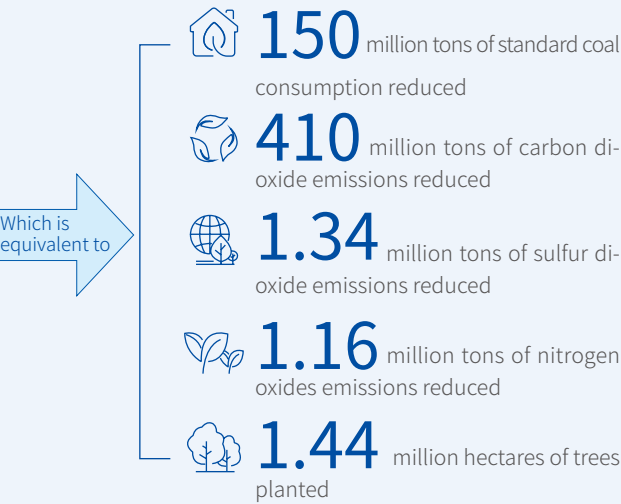 Which is
equivalent to
150 million tons of standard coal
consumption reduced
410 million tons of carbon di-
oxide emissions reduced
1.34 million tons of sulfur di-
oxide emissions reduced
1.16 million tons of nitrogen
oxides emissions reduced
1.44 million hectares of trees
planted